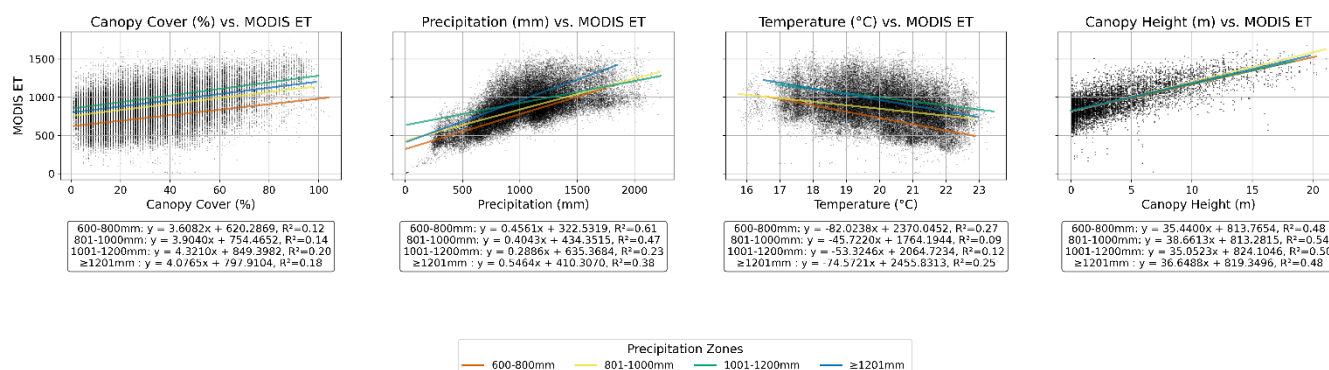 Canopy Cover (%) vs. MODIS ET
Precipitation (mm) vs. MODIS ET
Temperature (°C) vs. MODIS ET
Canopy Height (m) vs. MODIS ET
MODIS ET
1500
1000
500
0
0 20 40 60 80 100
0 500 1000 1500 2000
16 17 18 19 20 21 22 23
0 5 10 15 20
Canopy Cover (%)
Precipitation (mm)
Temperature (°C)
Canopy Height (m)
600-800mm: y = 3.6082x + 620.2869, R²=0.12
801-1000mm: y = 3.9040x + 754.4652, R²=0.14
1001-1200mm: y = 4.3210x + 849.3982, R²=0.20
≥1201mm : y = 4.0765x + 797.9104, R²=0.18
600-800mm: y = 0.4561x + 322.5319, R²=0.61
801-1000mm: y = 0.4043x + 434.3515, R²=0.47
1001-1200mm: y = 0.2886x + 635.3684, R²=0.23
≥1201mm : y = 0.5464x + 410.3070, R²=0.38
600-800mm: y = -82.0238x + 2370.0452, R²=0.27
801-1000mm: y = -45.7220x + 1764.1944, R²=0.09
1001-1200mm: y = -53.3246x + 2064.7234, R²=0.12
≥1201mm : y = -74.5721x + 2455.8313, R²=0.25
600-800mm: y = 35.4400x + 813.7654, R²=0.48
801-1000mm: y = 38.6613x + 813.2815, R²=0.54
1001-1200mm: y = 35.0523x + 824.1046, R²=0.50
≥1201mm : y = 36.6488x + 819.3496, R²=0.48
Precipitation Zones
600-800mm 801-1000mm 1001-1200mm ≥1201mm